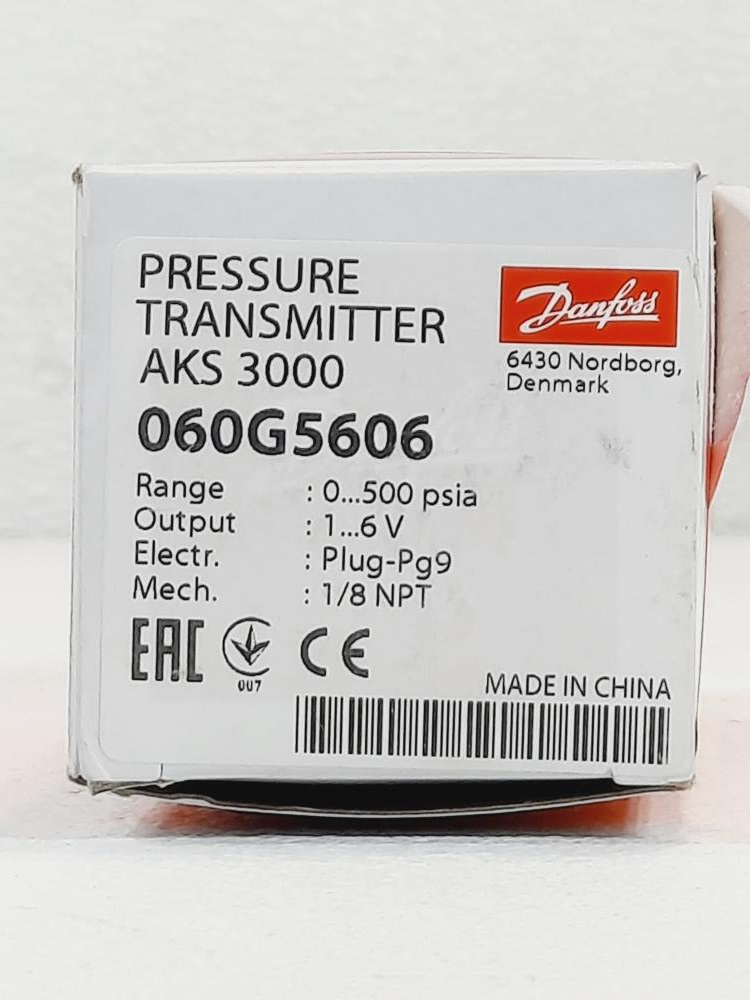 PRESSURE
TRANSMITTER
AKS 3000
060G5606
Danfoss
6430 Nordborg,
Denmark
Range : 0...500 psia
Output : 1...6 V
Electr. : Plug-Pg9
Mech. : 1/8 NPT
EAC 007 CE
MADE IN CHINA